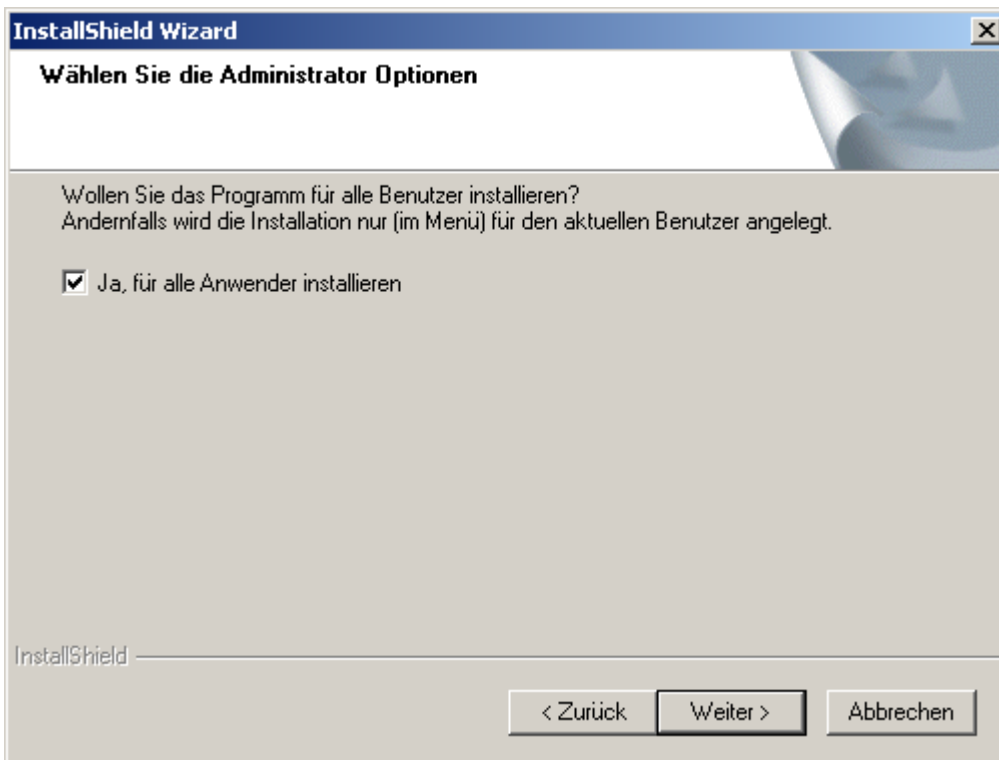 InstallShield Wizard
Wählen Sie die Administrator Optionen
Wollen Sie das Programm für alle Benutzer installieren?
Andernfalls wird die Installation nur (im Menü) für den aktuellen Benutzer angelegt.
Ja, für alle Anwender installieren
InstallShield
< Zurück
Weiter >
Abbrechen